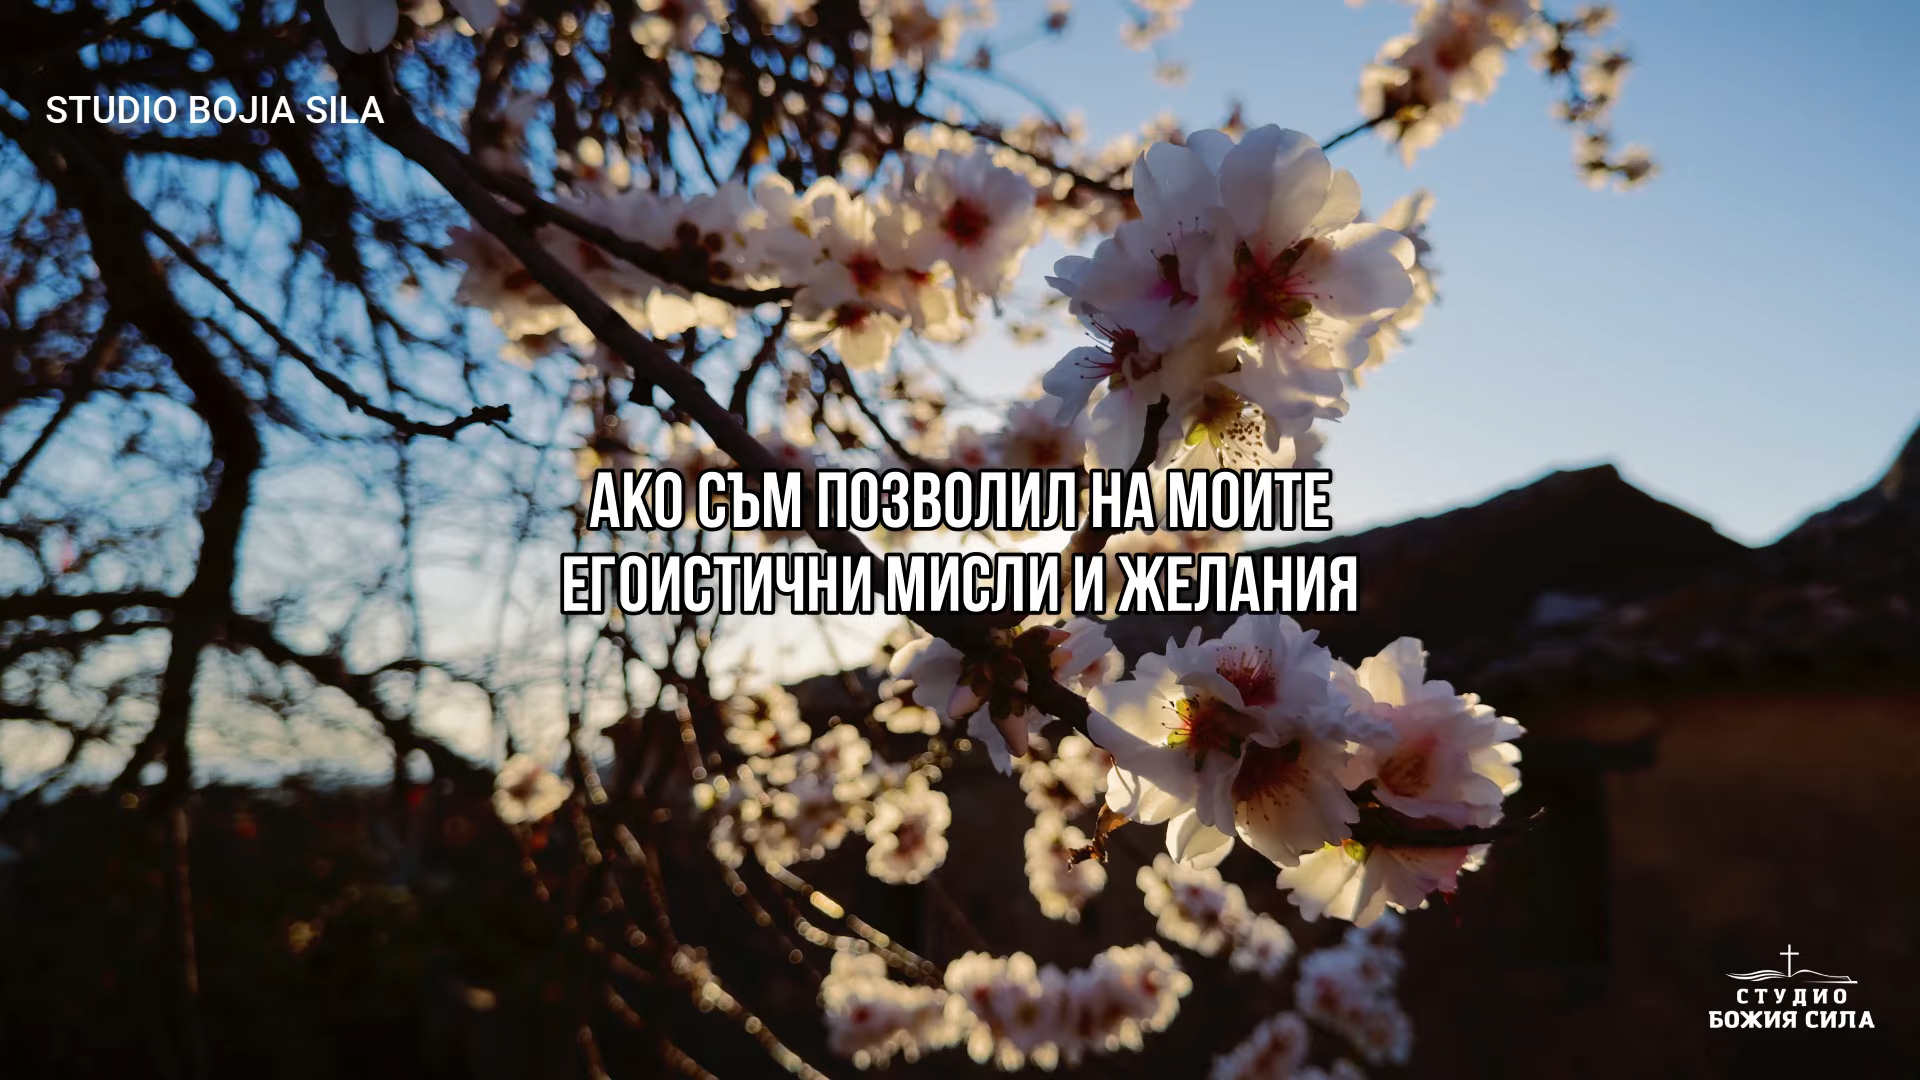 STUDIO BOJIA SILA
АКО СЪМ ПОЗВОЛИЛ НА МОИТЕ
ЕГОИСТИЧНИ МИСЛИ И ЖЕЛАНИЯ
СТУДИО
БОЖИЯ СИЛА